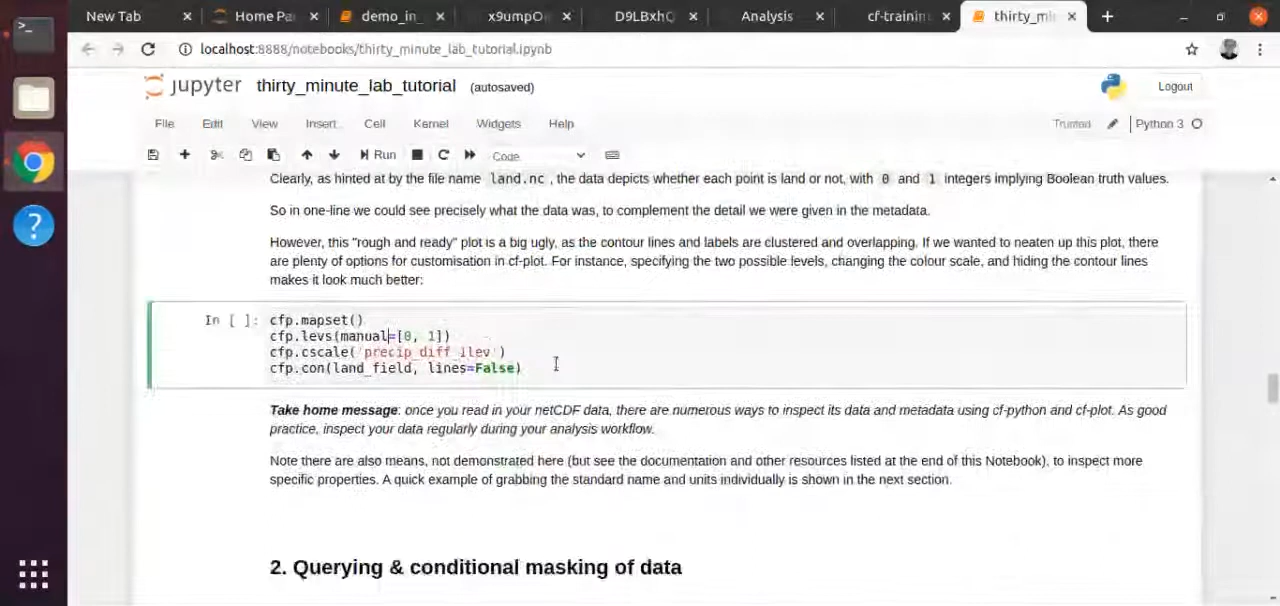 New Tab Home Pa demo_in x9umpO D9LBxhC Analysis cf-trainin thirty_mi
localhost:8888/notebooks/thirty_minute_lab_tutorial.ipynb
jupyter thirty_minute_lab_tutorial (autosaved) Logout
File Edit View Insert Cell Kernel Widgets Help Trusted Python 3
Run Code
Clearly, as hinted at by the file name land.nc , the data depicts whether each point is land or not, with 0 and 1 integers implying Boolean truth values.
So in one-line we could see precisely what the data was, to complement the detail we were given in the metadata.
However, this "rough and ready" plot is a big ugly, as the contour lines and labels are clustered and overlapping. If we wanted to neaten up this plot, there
are plenty of options for customisation in cf-plot. For instance, specifying the two possible levels, changing the colour scale, and hiding the contour lines
makes it look much better:
In [ ]: cfp.mapset()
cfp.levs(manual=[0, 1])
cfp.cscale('precip_diff_1lev')
cfp.con(land_field, lines=False)
Take home message: once you read in your netCDF data, there are numerous ways to inspect its data and metadata using cf-python and cf-plot. As good
practice, inspect your data regularly during your analysis workflow.
Note there are also means, not demonstrated here (but see the documentation and other resources listed at the end of this Notebook), to inspect more
specific properties. A quick example of grabbing the standard name and units individually is shown in the next section.
2. Querying & conditional masking of data